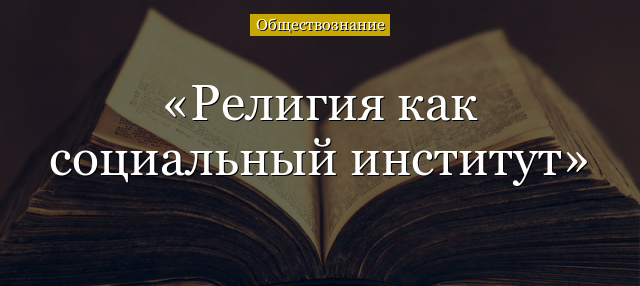 Обществознание
«Религия как
социальный институт»